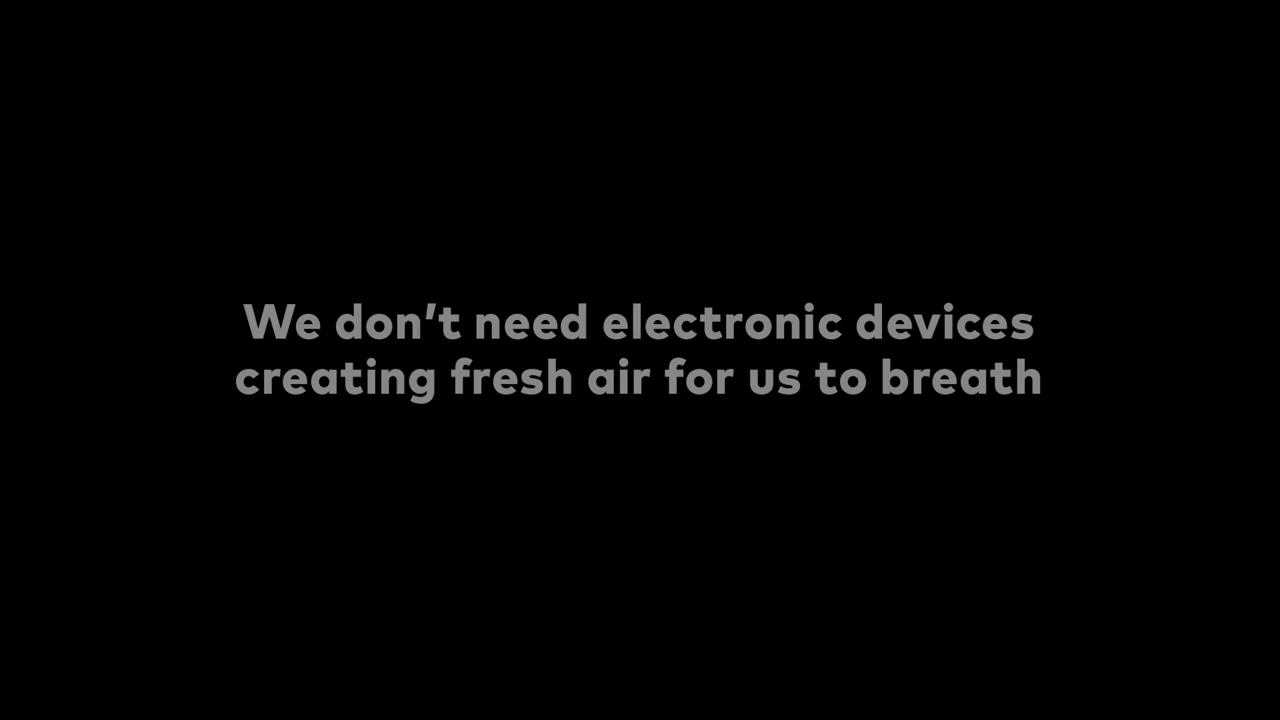 We don’t need electronic devices
creating fresh air for us to breath